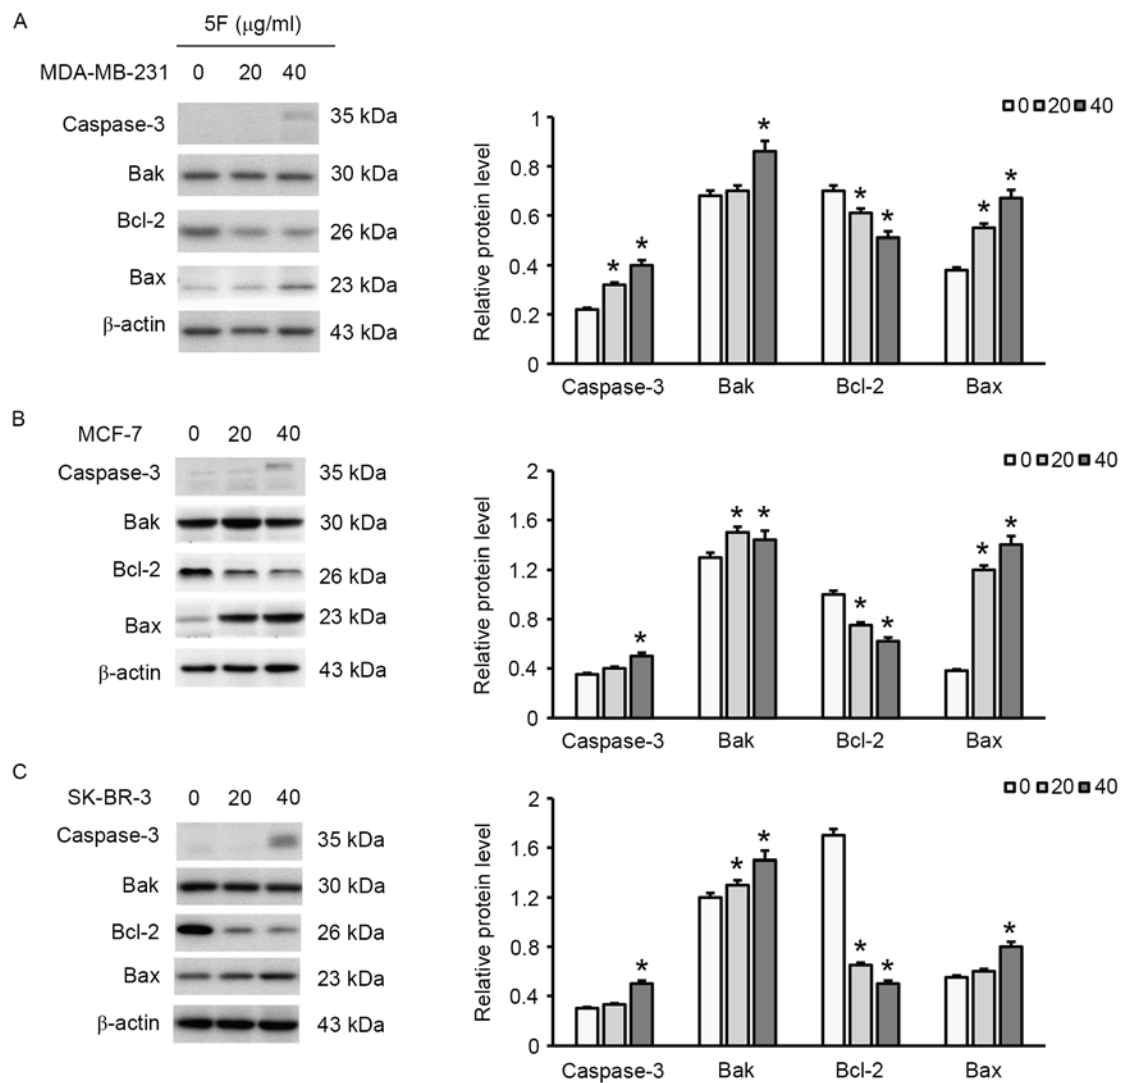 A
5F (μg/ml)
MDA-MB-231 0 20 40
Caspase-3 35 kDa
Bak 30 kDa
Bcl-2 26 kDa
Bax 23 kDa
β-actin 43 kDa
0 20 40
Relative protein level
1
0.8
0.6
0.4
0.2
0
* * * * * * *
Caspase-3 Bak Bcl-2 Bax
B
MCF-7 0 20 40
Caspase-3 35 kDa
Bak 30 kDa
Bcl-2 26 kDa
Bax 23 kDa
β-actin 43 kDa
0 20 40
Relative protein level
2
1.6
1.2
0.8
0.4
0
* * * * * * *
Caspase-3 Bak Bcl-2 Bax
C
SK-BR-3 0 20 40
Caspase-3 35 kDa
Bak 30 kDa
Bcl-2 26 kDa
Bax 23 kDa
β-actin 43 kDa
0 20 40
Relative protein level
2
1.6
1.2
0.8
0.4
0
* * * * * *
Caspase-3 Bak Bcl-2 Bax